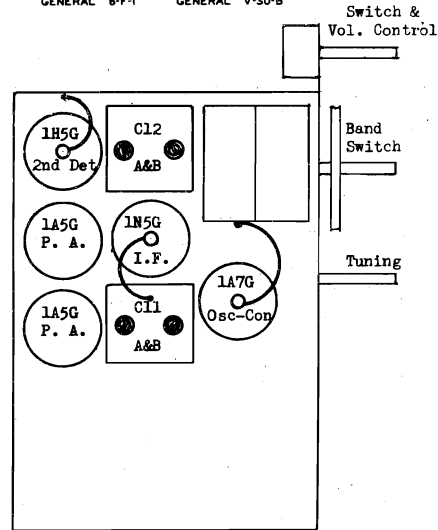 GENERAL B-F-1 GENERAL V-30-B
Switch &
Vol. Control
1H5G
2nd Det
C12
A&B
Band
Switch
1A5G
P. A.
1N5G
I.F.
Tuning
1A7G
Osc-Con
1A5G
P. A.
C11
A&B